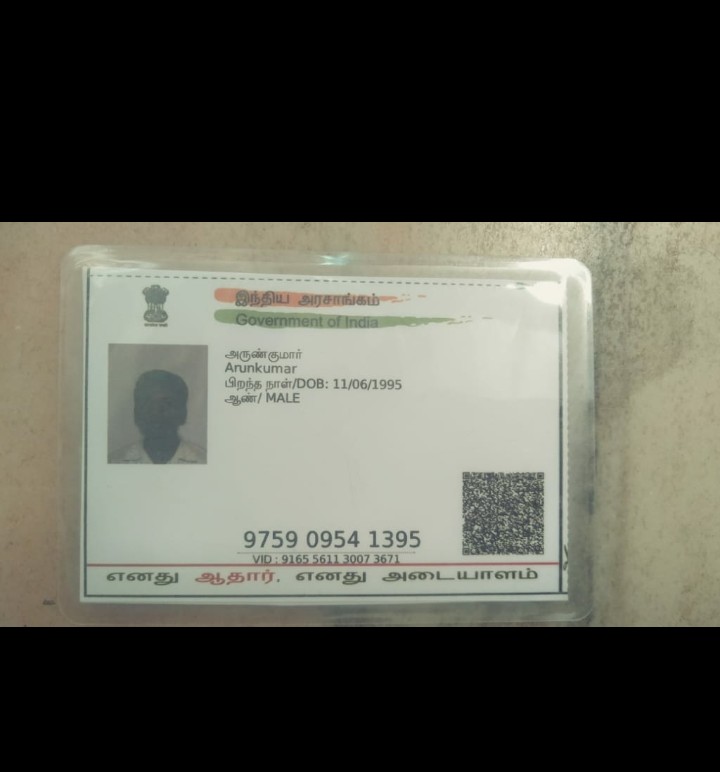 இந்திய அரசாங்கம்
Government of India
அருண்குமார்
Arunkumar
பிறந்த நாள்/DOB: 11/06/1995
ஆண்/ MALE
9759 0954 1395
VID : 9165 5611 3007 3671
எனது ஆதார், எனது அடையாளம்